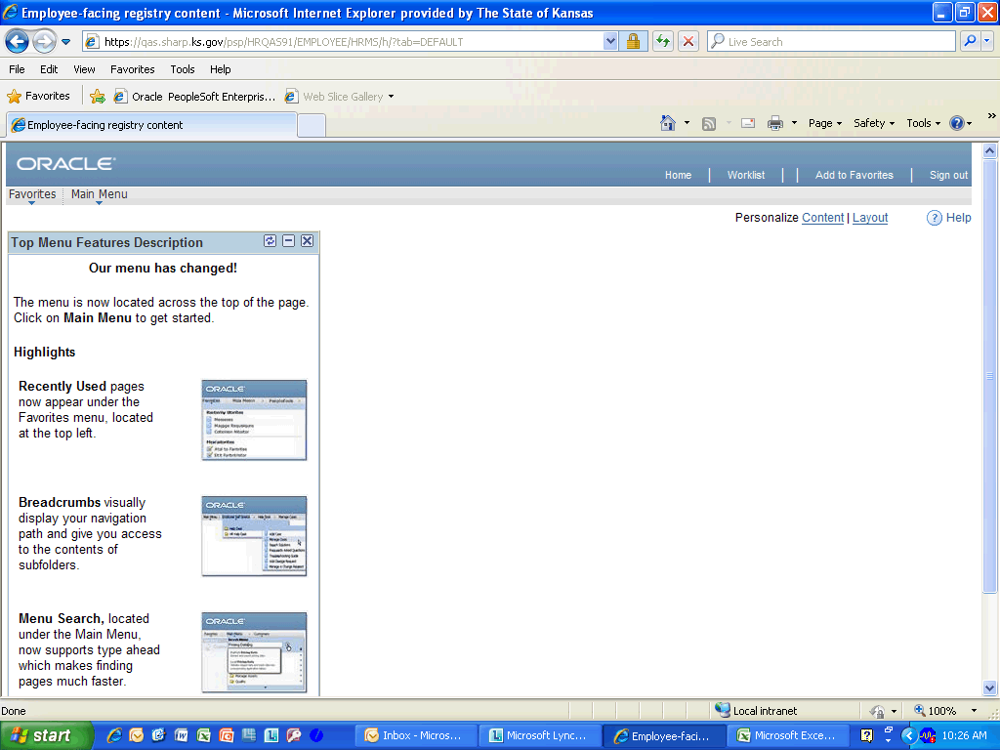 Employee-facing registry content - Microsoft Internet Explorer provided by The State of Kansas
https://qas.sharp.ks.gov/psp/HRQAS91/EMPLOYEE/HRMS/h/?tab=DEFAULT
Live Search
File Edit View Favorites Tools Help
Favorites Oracle PeopleSoft Enterpris... Web Slice Gallery
Employee-facing registry content
Page Safety Tools »
ORACLE
Home | Worklist | | Add to Favorites | Sign out
Favorites Main Menu
Personalize Content | Layout Help
Top Menu Features Description
Our menu has changed!
The menu is now located across the top of the page.
Click on Main Menu to get started.
Highlights
Recently Used pages
now appear under the
Favorites menu, located
at the top left.
ORACLE
Breadcrumbs visually
display your navigation
path and give you access
to the contents of
subfolders.
ORACLE
Menu Search, located
under the Main Menu,
now supports type ahead
which makes finding
pages much faster.
ORACLE
Done
Local intranet
100%
start
Inbox - Micros...
Microsoft Lync...
Employee-faci...
Microsoft Exce...
10:26 AM